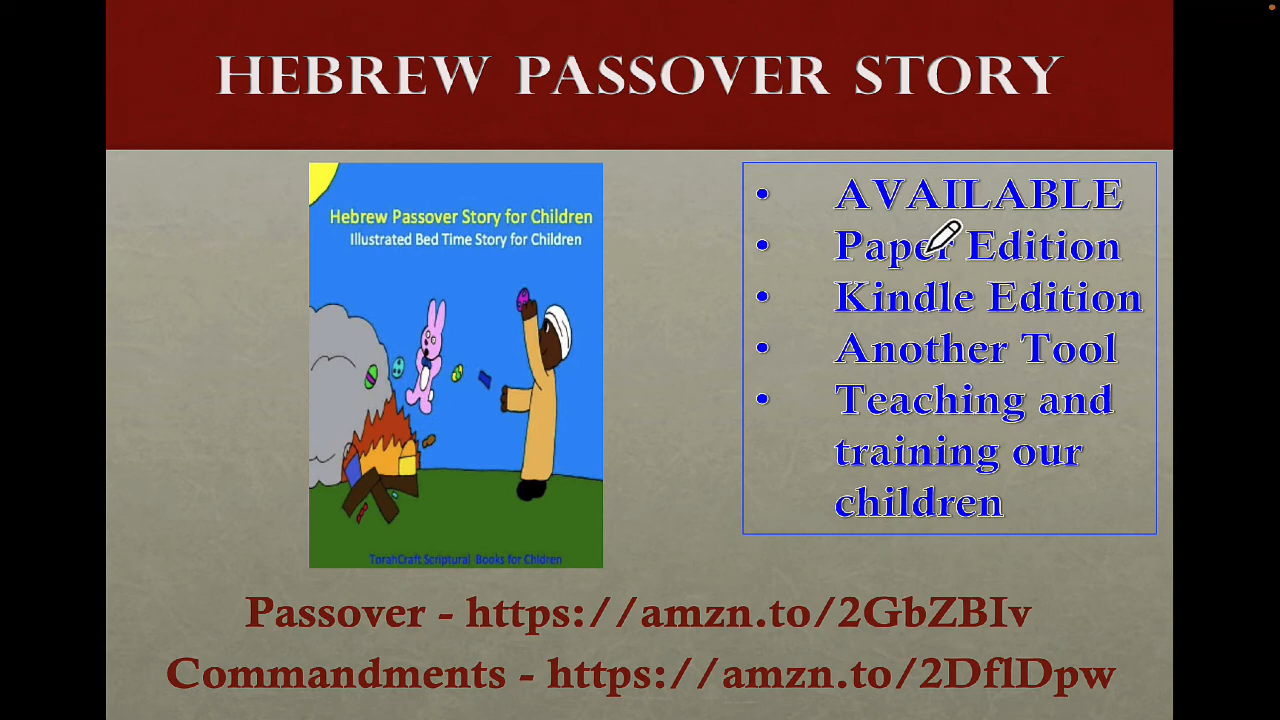 HEBREW PASSOVER STORY
Hebrew Passover Story for Children
Illustrated Bed Time Story for Children
TorahCraft Scriptural Books for Children
• AVAILABLE
• Paper Edition
• Kindle Edition
• Another Tool
• Teaching and
training our
children
Passover - https://amzn.to/2GbZBIv
Commandments - https://amzn.to/2DflDpw